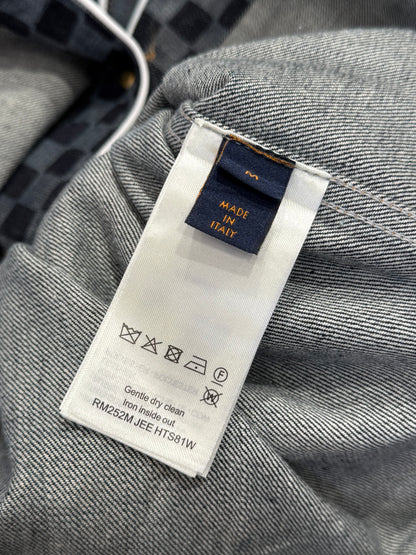 M
MADE
IN
ITALY
F
W
Gentle dry clean
Iron inside out
RM252M JEE HTS81W